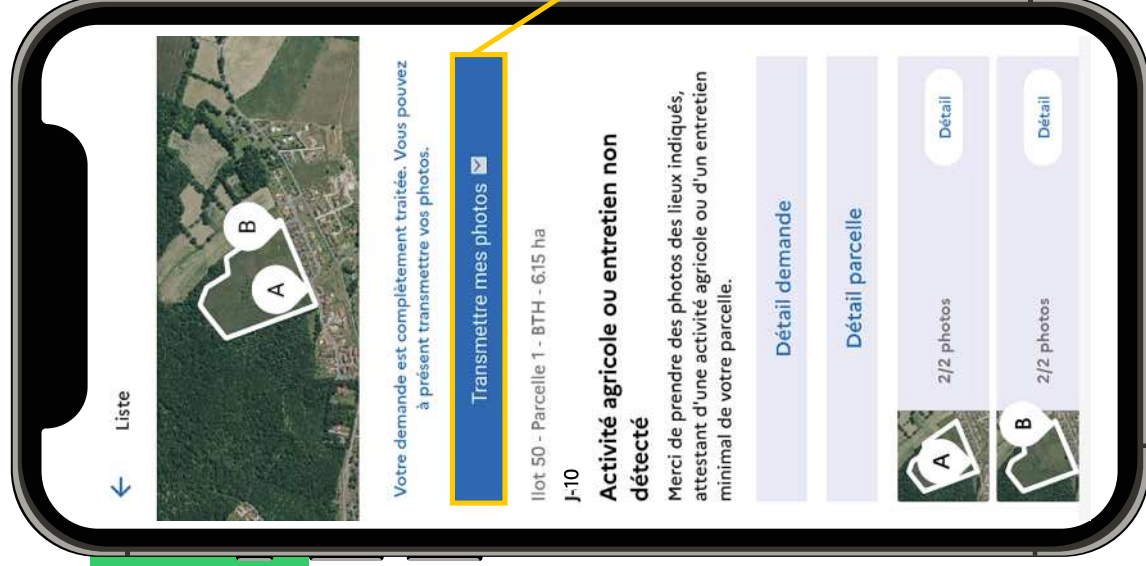 ← Liste
B
A
Votre demande est complètement traitée. Vous pouvez
à présent transmettre vos photos.
Transmettre mes photos
Ilot 50 - Parcelle 1 - BTH - 6.15 ha
J-10
Activité agricole ou entretien non
détecté
Merci de prendre des photos des lieux indiqués,
attestant d'une activité agricole ou d'un entretien
minimal de votre parcelle.
Détail demande
Détail parcelle
A
2/2 photos
Détail
B
2/2 photos
Détail